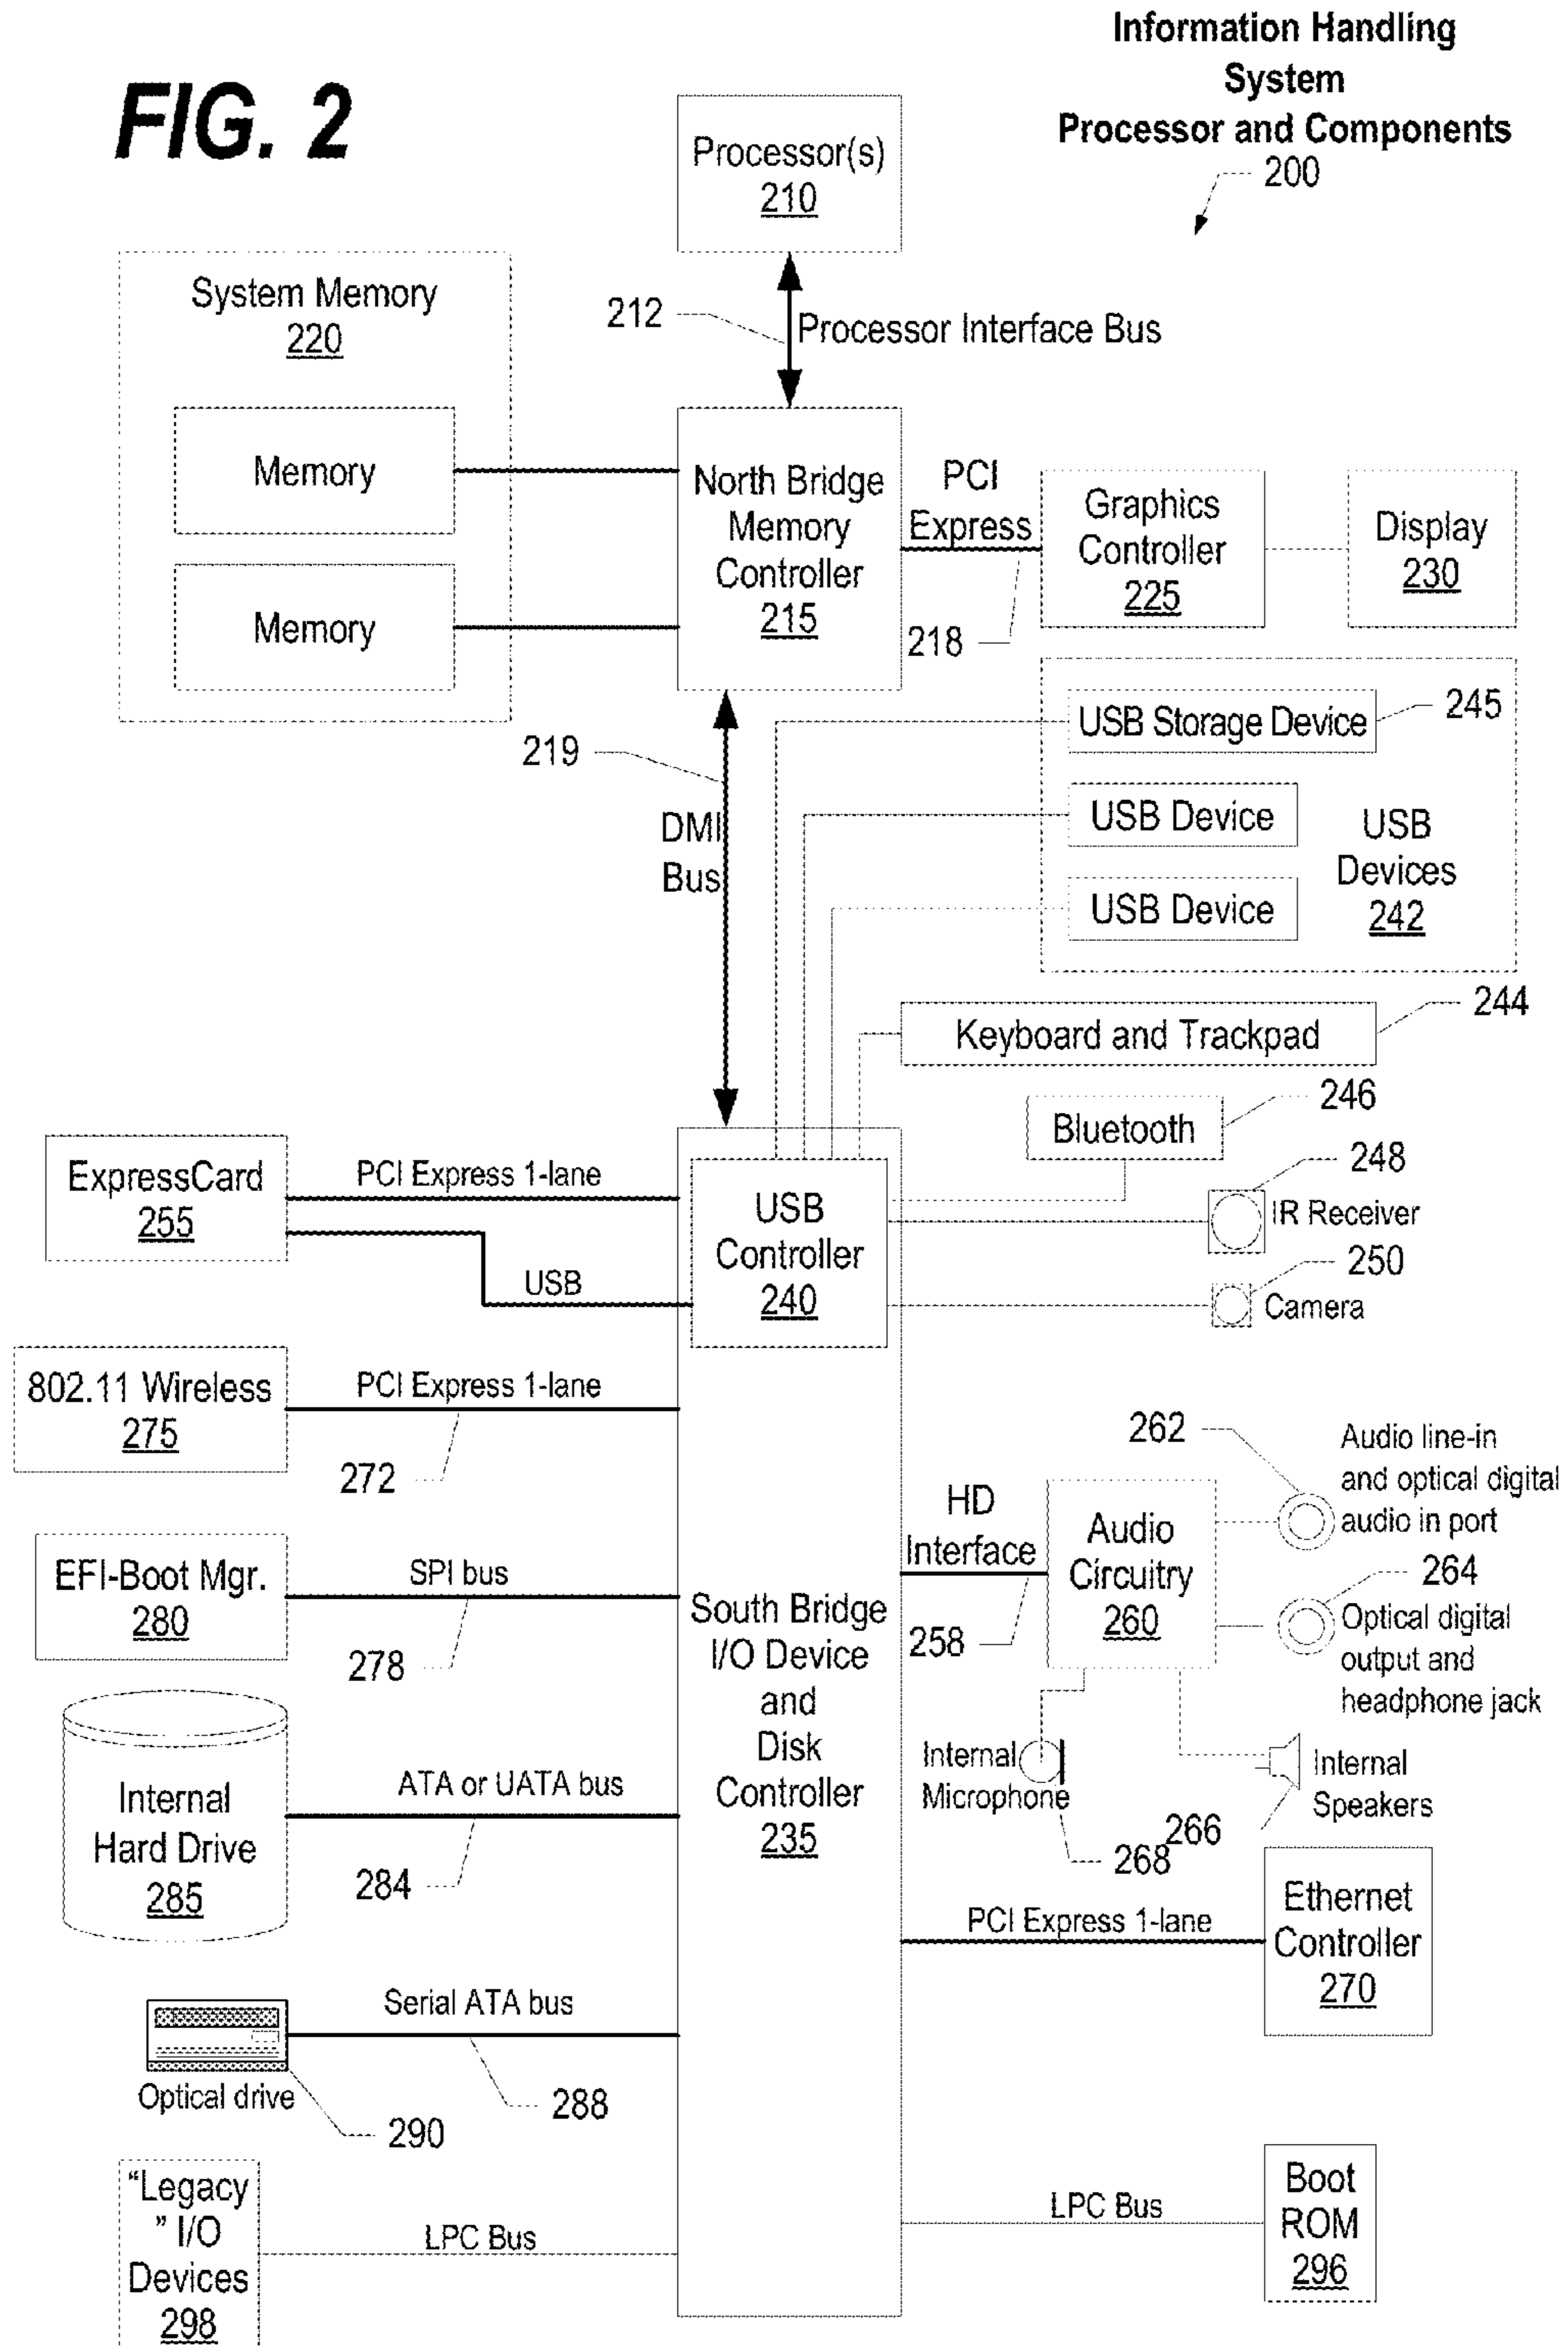 Information Handling
System
Processor and Components
200
FIG. 2
Processor(s)
210
System Memory
220
212
Processor Interface Bus
Memory
Memory
North Bridge
Memory
Controller
215
PCI
Express
218
Graphics
Controller
225
Display
230
219
DMI
Bus
USB Storage Device
245
USB Device
USB Device
USB
Devices
242
Keyboard and Trackpad
244
Bluetooth
246
248
IR Receiver
250
Camera
ExpressCard
255
PCI Express 1-lane
USB
USB
Controller
240
802.11 Wireless
275
PCI Express 1-lane
272
262
Audio line-in
and optical digital
audio in port
HD
Interface
258
Audio
Circuitry
260
264
Optical digital
output and
headphone jack
EFI-Boot Mgr.
280
SPI bus
278
South Bridge
I/O Device
and
Disk
Controller
235
Internal
Microphone
268
266
Internal
Speakers
Internal
Hard Drive
285
ATA or UATA bus
284
PCI Express 1-lane
Ethernet
Controller
270
Serial ATA bus
288
Optical drive
290
“Legacy
” I/O
Devices
298
LPC Bus
LPC Bus
Boot
ROM
296